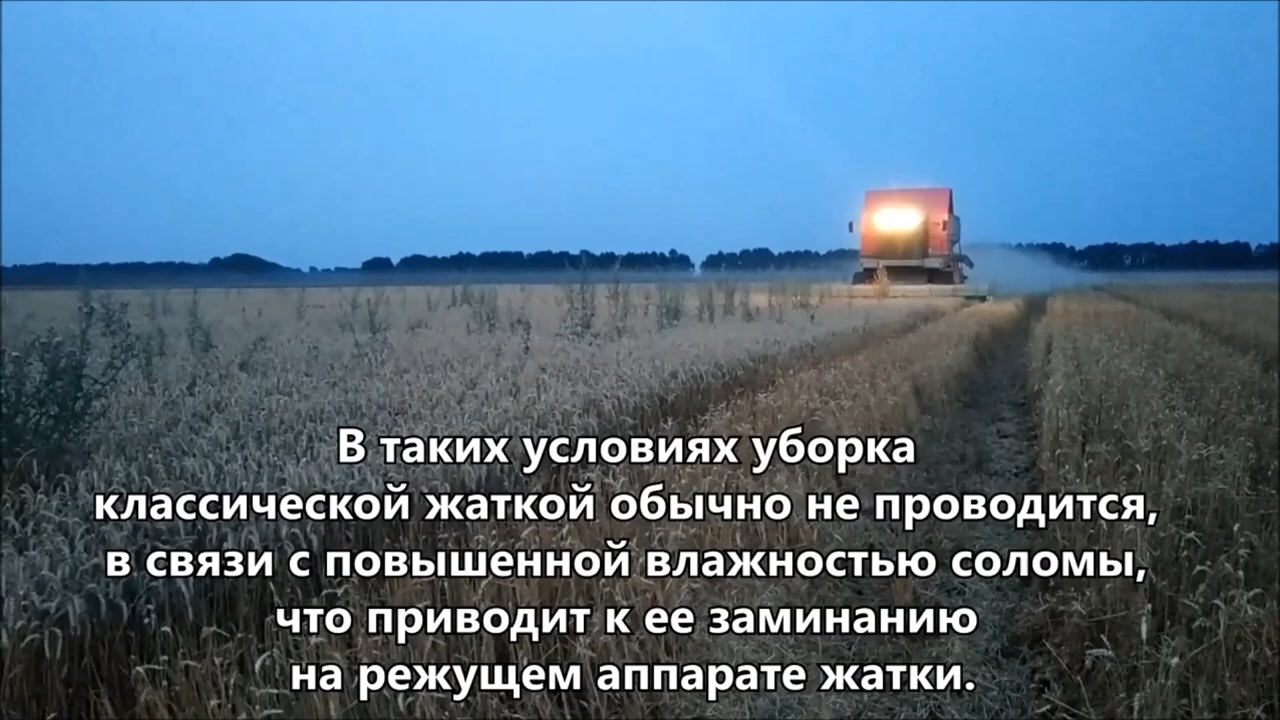 В таких условиях уборка
классической жаткой обычно не проводится,
в связи с повышенной влажностью соломы,
что приводит к ее заминанию
на режущем аппарате жатки.